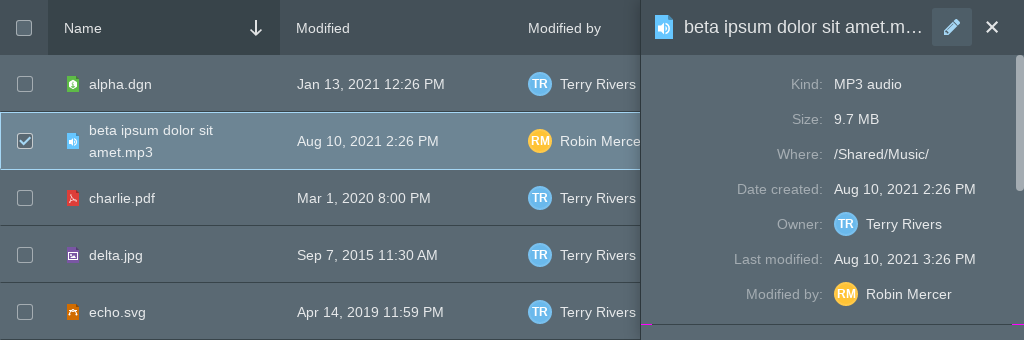 Name Modified Modified by
alpha.dgn Jan 13, 2021 12:26 PM TR Terry Rivers
beta ipsum dolor sit
amet.mp3 Aug 10, 2021 2:26 PM RM Robin Merce
charlie.pdf Mar 1, 2020 8:00 PM TR Terry Rivers
delta.jpg Sep 7, 2015 11:30 AM TR Terry Rivers
echo.svg Apr 14, 2019 11:59 PM TR Terry Rivers
beta ipsum dolor sit amet.m...
Kind: MP3 audio
Size: 9.7 MB
Where: /Shared/Music/
Date created: Aug 10, 2021 2:26 PM
Owner: TR Terry Rivers
Last modified: Aug 10, 2021 3:26 PM
Modified by: RM Robin Mercer